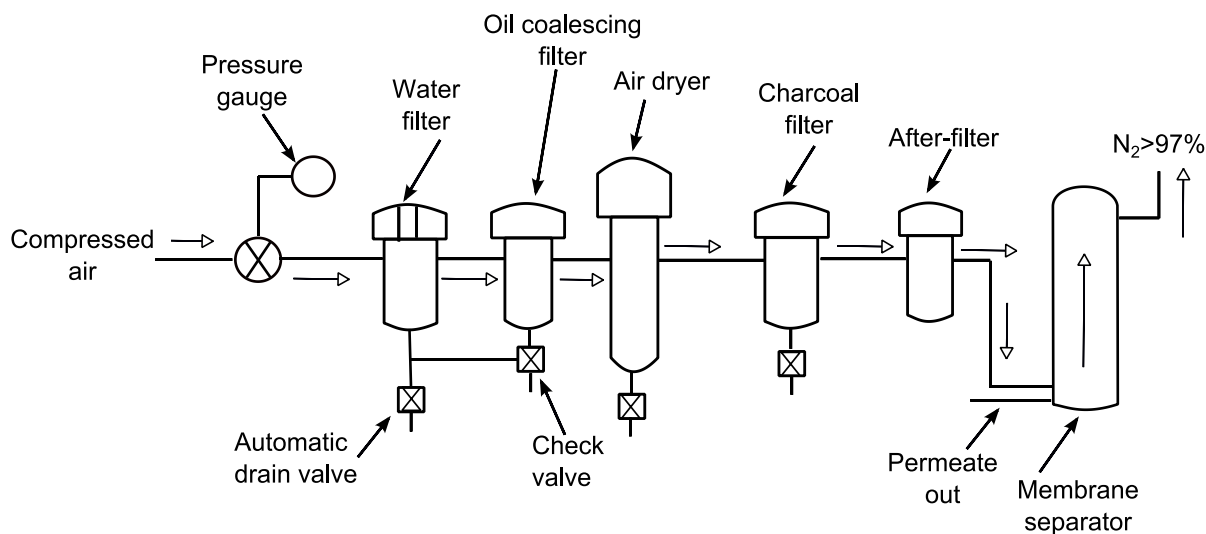 Oil coalescing
filter
Pressure
gauge
Water
filter
Air dryer
Charcoal
filter
After-filter
N₂>97%
Compressed
air
Automatic
drain valve
Check
valve
Permeate
out
Membrane
separator